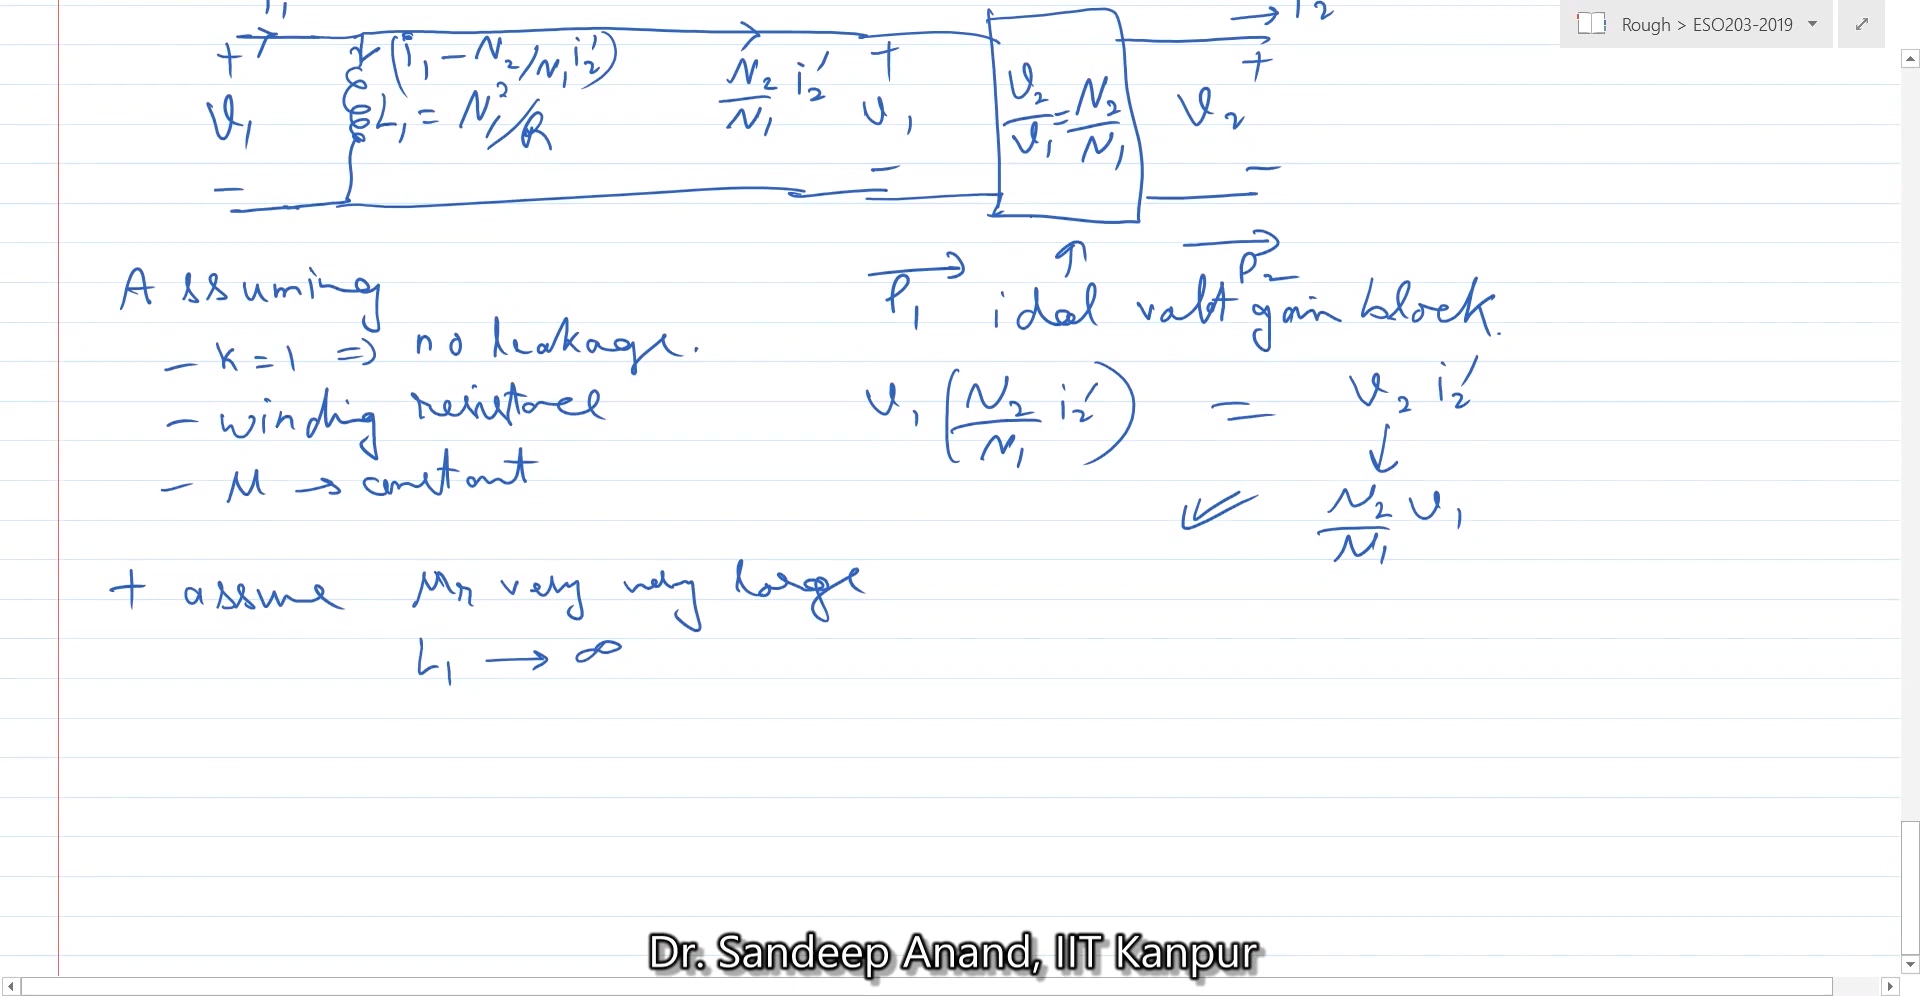 Rough > ESO203-2019
i₁
→ i₂'
+ (i₁ - N₂/N₁ i₂') N₂/N₁ i₂' + v₂/v₁ = N₂/N₁ +
v₁ L₁ = N₁²/R v₁ v₂
- - -
Assuming P₁ ideal volt gain block. P₂
- K = 1 ⇒ no leakage.
- winding resistance v₁ (N₂/N₁ i₂') = v₂ i₂'
- μ → constant
N₂/N₁ v₁
+ assume μr very very large
L₁ → ∞
Dr. Sandeep Anand, IIT Kanpur